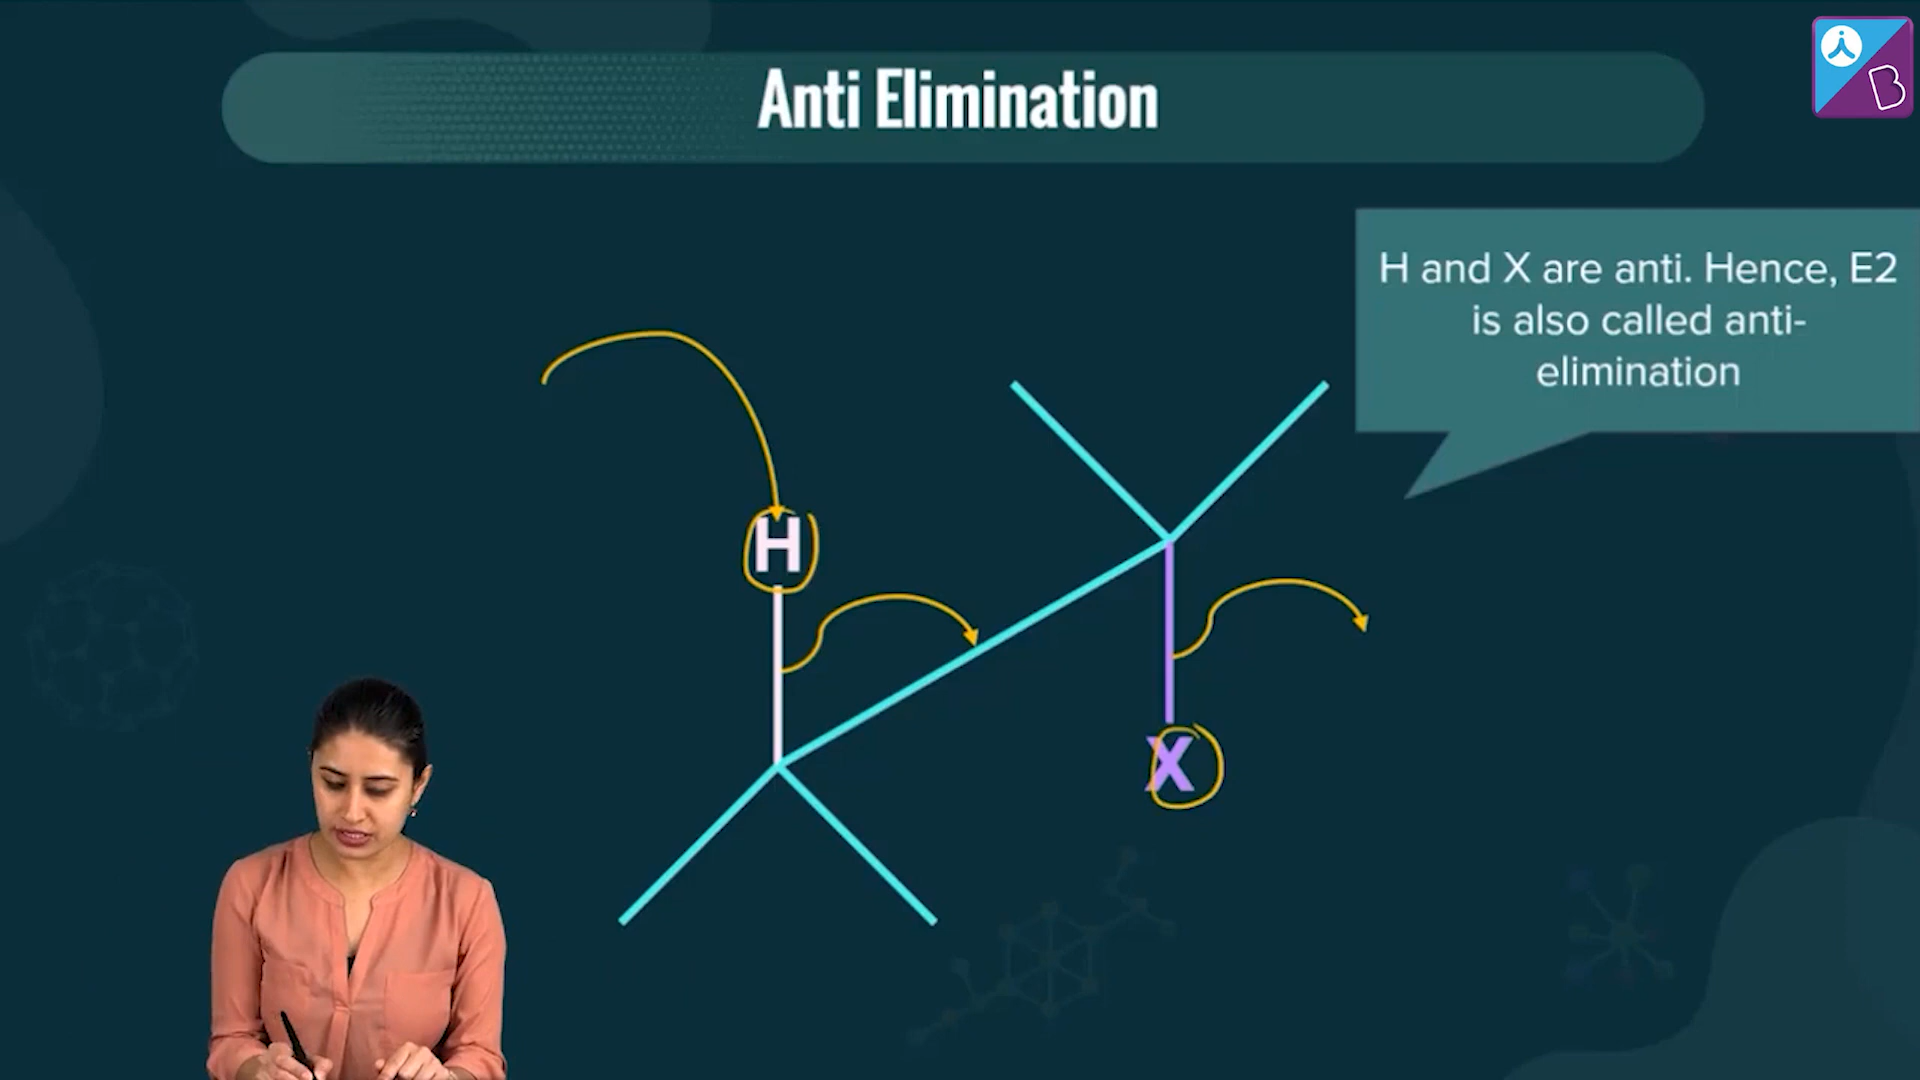 Anti Elimination
H and X are anti. Hence, E2
is also called anti-
elimination
H
X
B